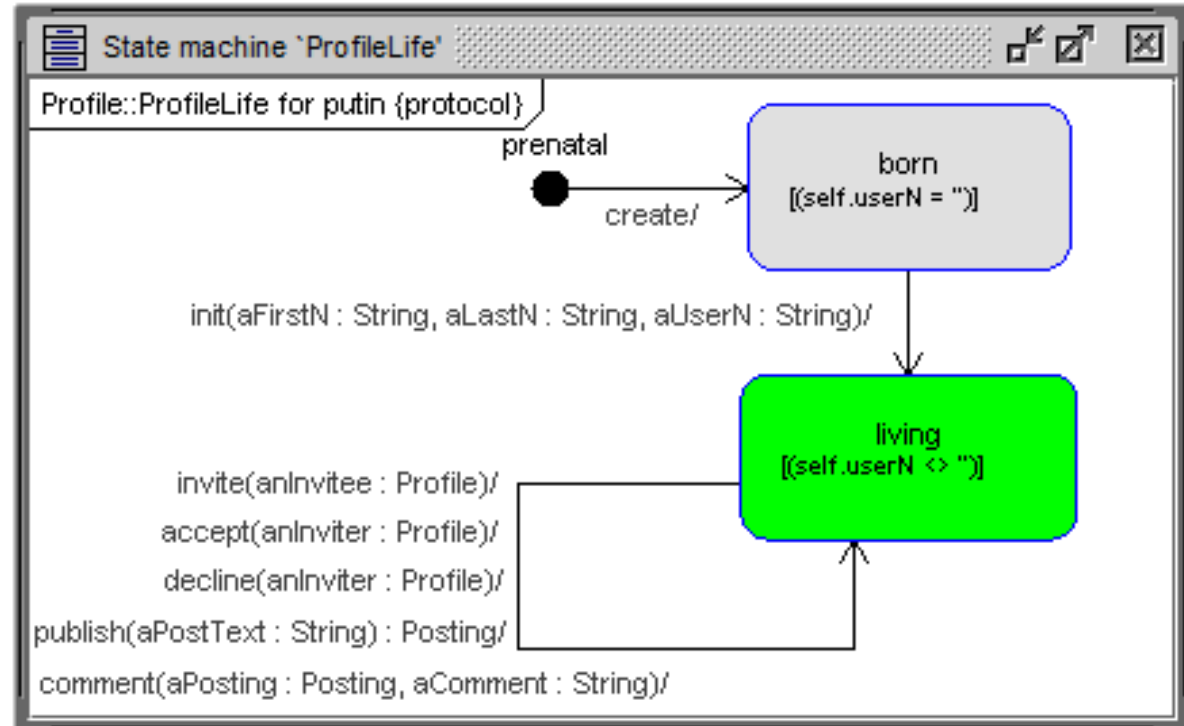 State machine `ProfileLife'
Profile::ProfileLife for putin {protocol}
prenatal
born
[(self.userN = '')]
create/
init(aFirstN : String, aLastN : String, aUserN : String)/
living
[(self.userN <> '')]
invite(anInvitee : Profile)/
accept(anInviter : Profile)/
decline(anInviter : Profile)/
publish(aPostText : String) : Posting/
comment(aPosting : Posting, aComment : String)/